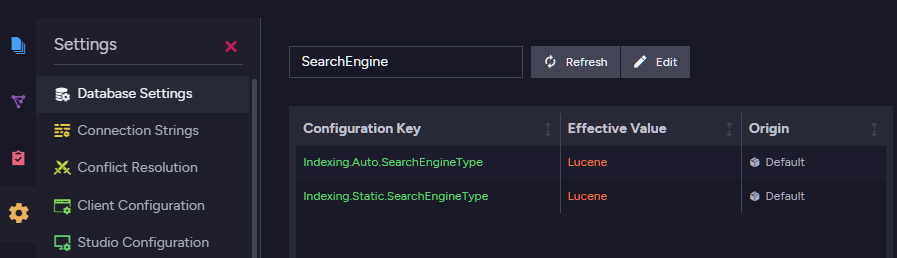 Settings
Database Settings
Connection Strings
Conflict Resolution
Client Configuration
Studio Configuration
SearchEngine
Refresh
Edit
Configuration Key Effective Value Origin
Indexing.Auto.SearchEngineType Lucene Default
Indexing.Static.SearchEngineType Lucene Default